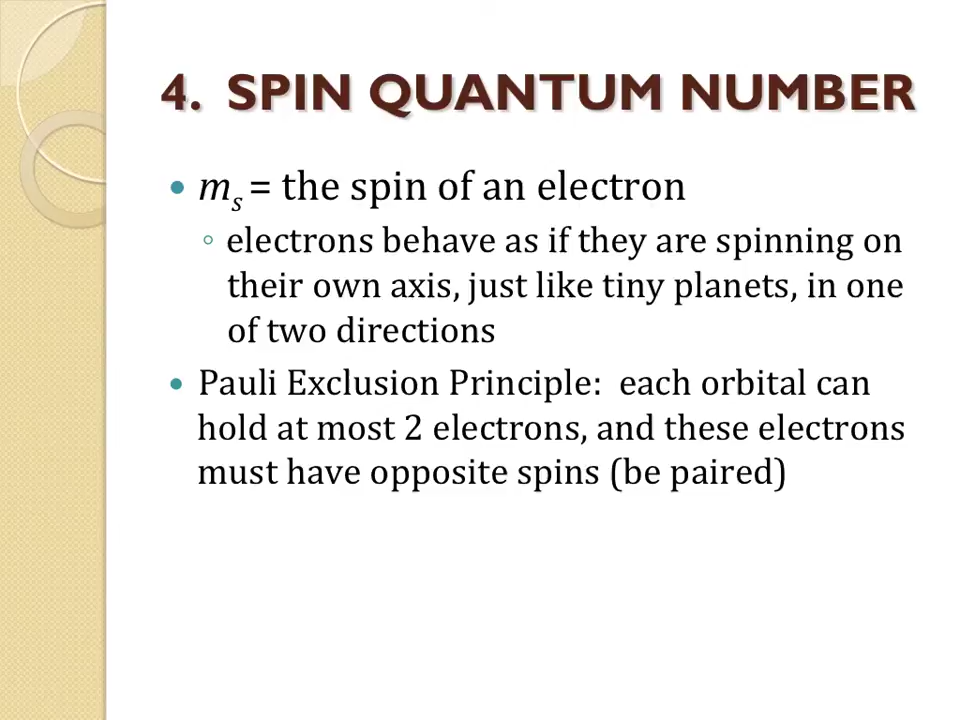 4. SPIN QUANTUM NUMBER
• mₛ = the spin of an electron
◦ electrons behave as if they are spinning on
their own axis, just like tiny planets, in one
of two directions
• Pauli Exclusion Principle: each orbital can
hold at most 2 electrons, and these electrons
must have opposite spins (be paired)